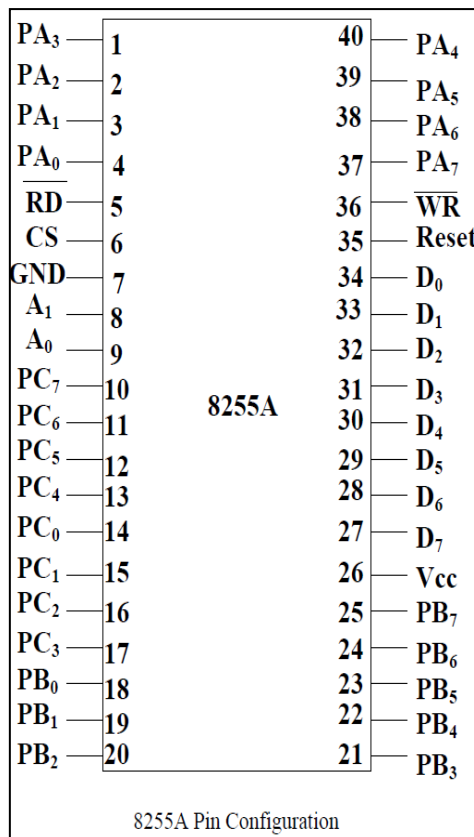 PA₃ 1 40 PA₄
PA₂ 2 39 PA₅
PA₁ 3 38 PA₆
PA₀ 4 37 PA₇
R̅D̅ 5 36 W̅R̅
CS 6 35 Reset
GND 7 34 D₀
A₁ 8 33 D₁
A₀ 9 32 D₂
PC₇ 10 31 D₃
8255A
PC₆ 11 30 D₄
PC₅ 12 29 D₅
PC₄ 13 28 D₆
PC₀ 14 27 D₇
PC₁ 15 26 Vcc
PC₂ 16 25 PB₇
PC₃ 17 24 PB₆
PB₀ 18 23 PB₅
PB₁ 19 22 PB₄
PB₂ 20 21 PB₃
8255A Pin Configuration